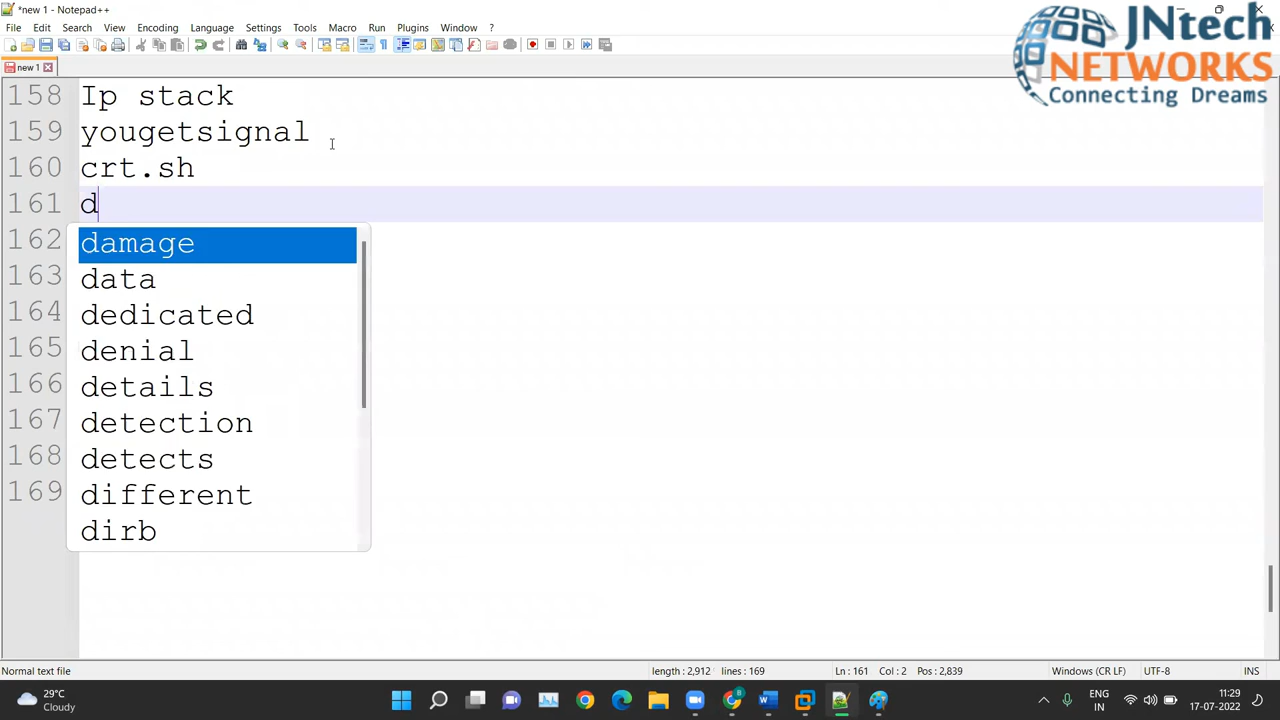 *new 1 - Notepad++
File Edit Search View Encoding Language Settings Tools Macro Run Plugins Window ?
new 1
JNtech
NETWORKS
Connecting Dreams
158 Ip stack
159 yougetsignal
160 crt.sh
161 d
162 damage
163 data
164 dedicated
165 denial
166 details
167 detection
168 detects
169 different
dirb
Normal text file length : 2,912 lines : 169 Ln : 161 Col : 2 Pos : 2,839 Windows (CR LF) UTF-8 INS
29°C
Cloudy
ENG
IN
11:29
17-07-2022